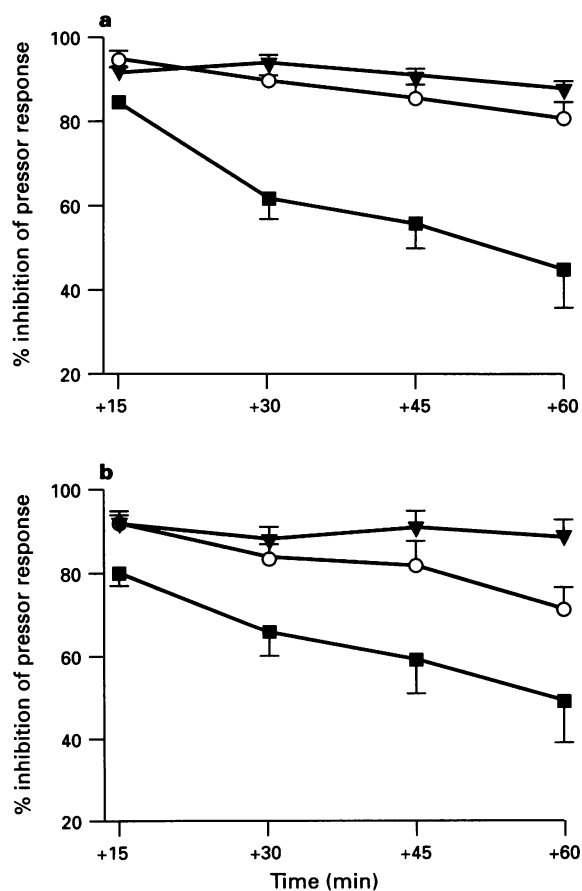 a
% inhibition of pressor response
100
80
60
40
20
+15 +30 +45 +60
b
% inhibition of pressor response
100
80
60
40
20
+15 +30 +45 +60
Time (min)